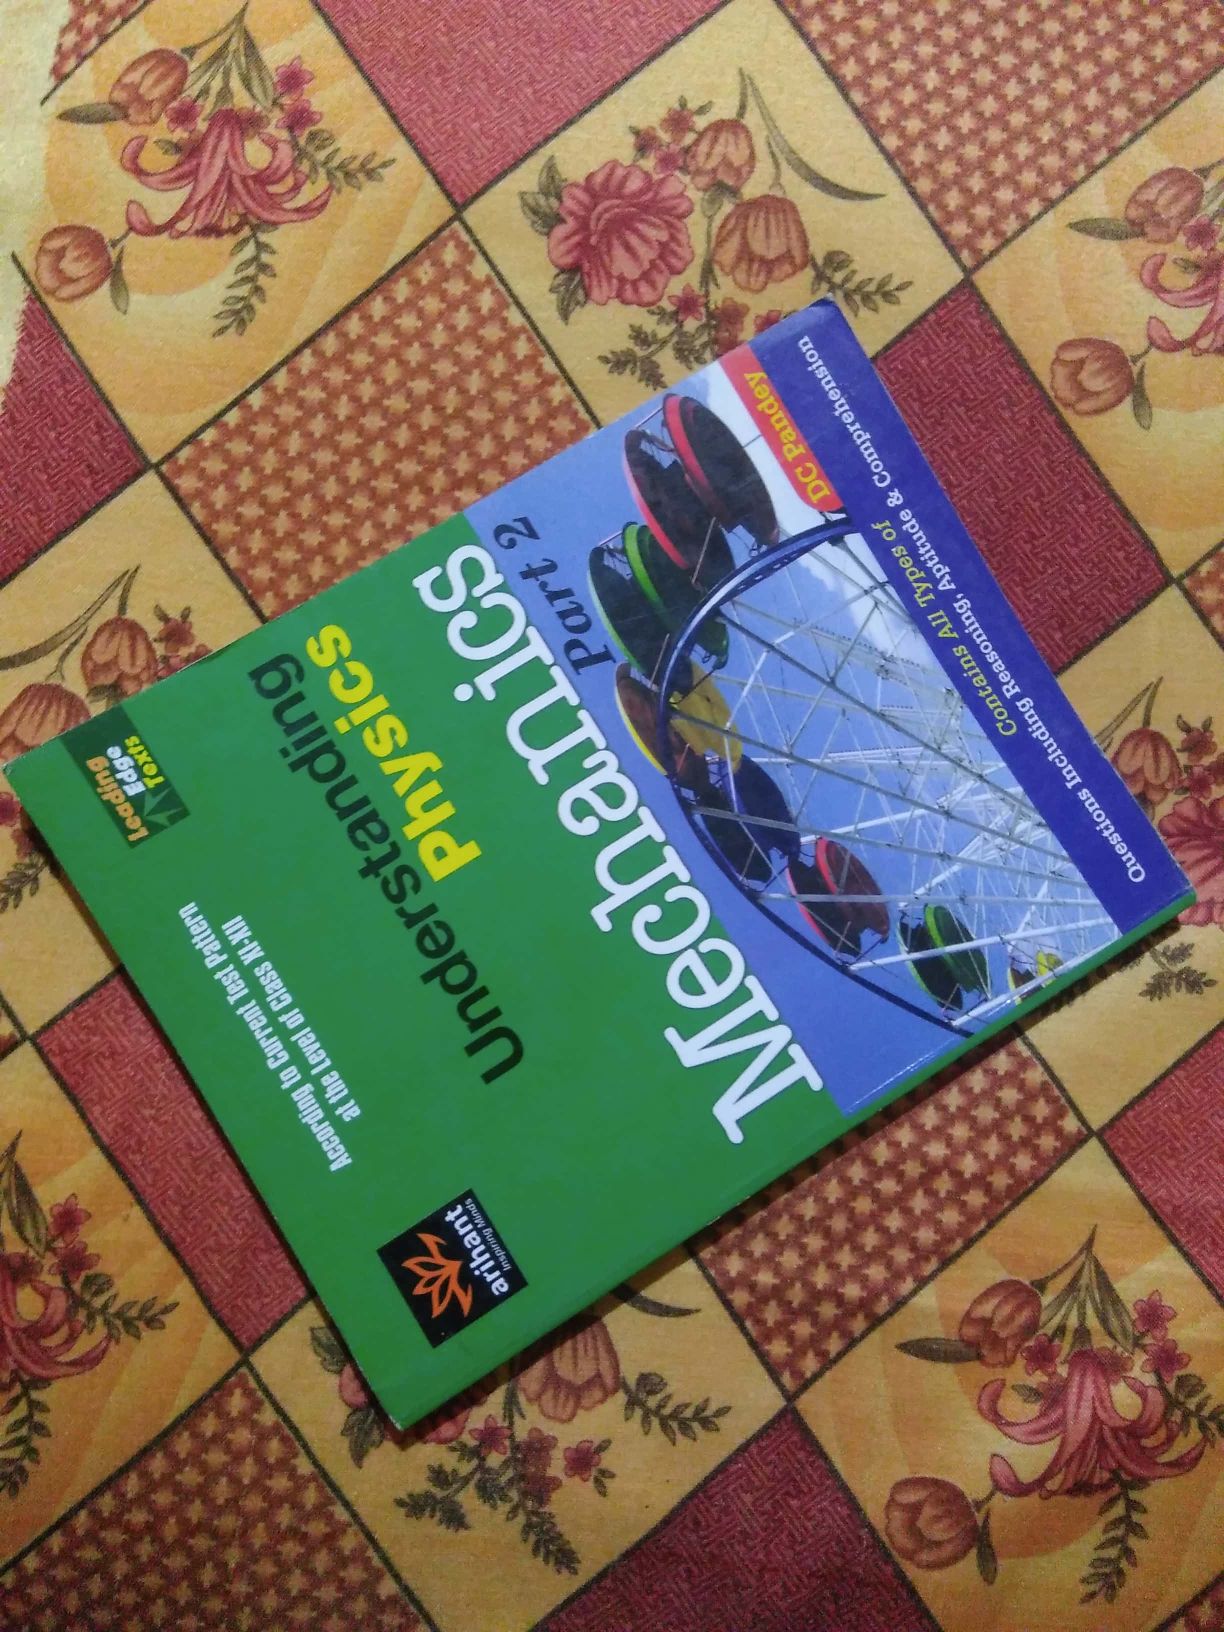 According to Current Test Pattern
at the Level of Class XI-XII
Leading
Edge
Texts
arihant
Inspiring Minds
Understanding
Physics
Mechanics
Part 2
DC Pandey
Contains All Types of
Questions Including Reasoning, Aptitude & Comprehension